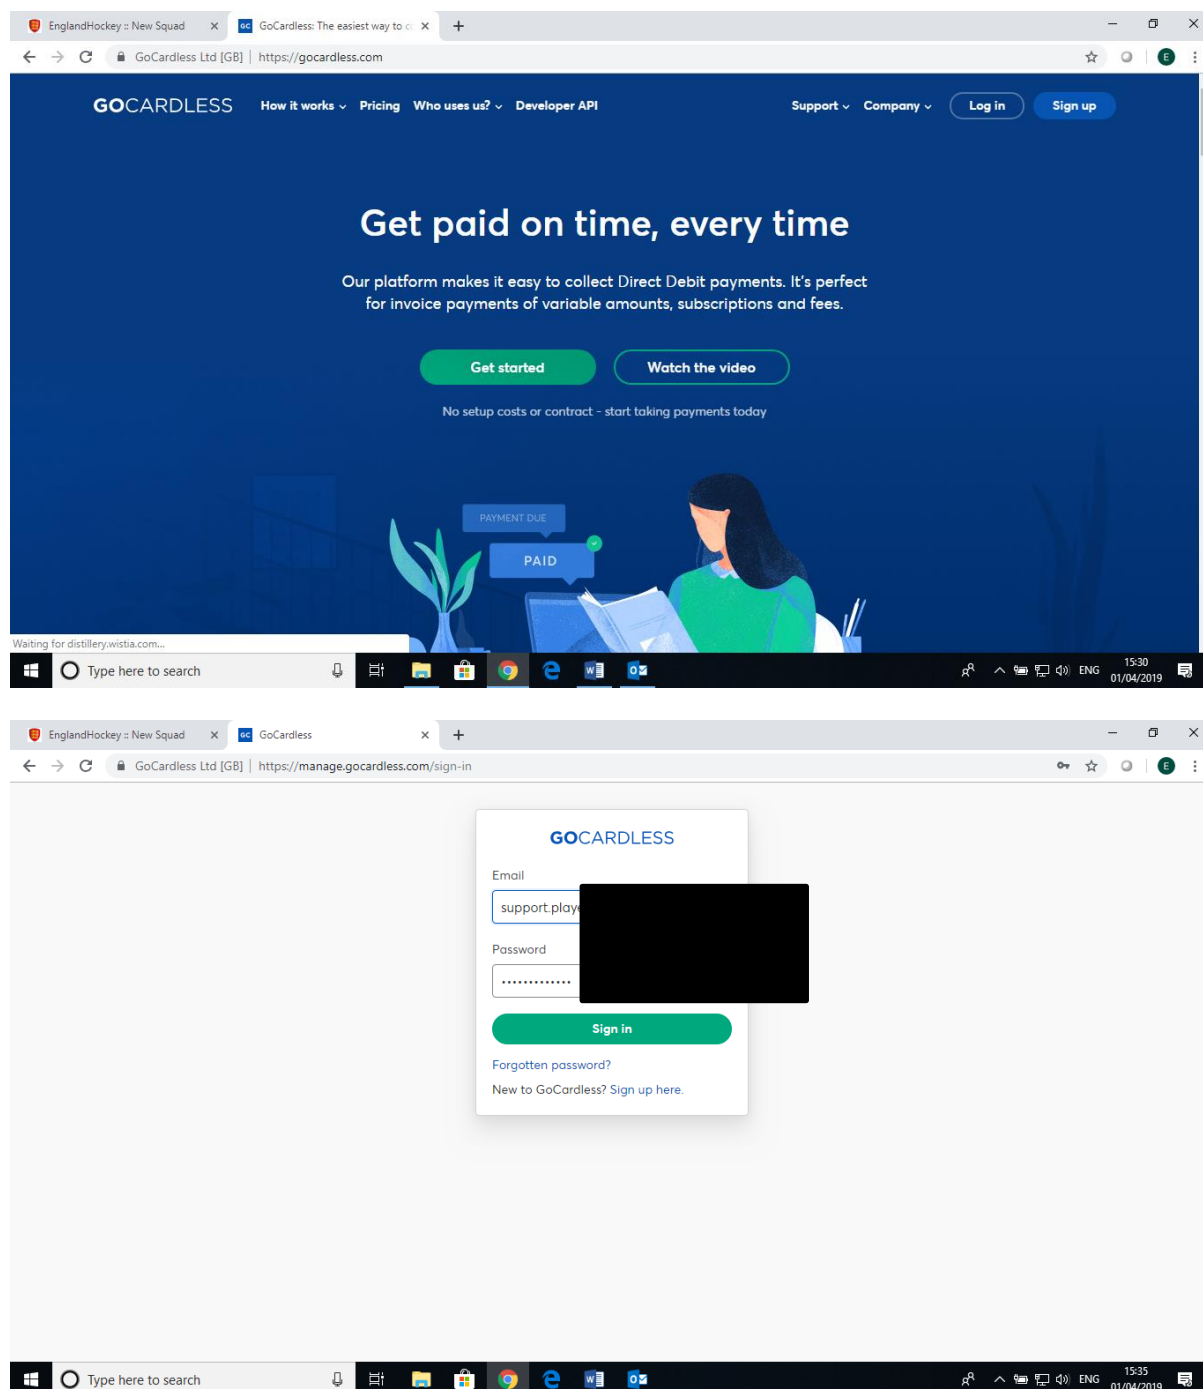 EnglandHockey :: New Squad
GoCardless: The easiest way to c
GoCardless Ltd [GB] | https://gocardless.com
GOCARDLESS How it works Pricing Who uses us? Developer API Support Company Log in Sign up
Get paid on time, every time
Our platform makes it easy to collect Direct Debit payments. It's perfect
for invoice payments of variable amounts, subscriptions and fees.
Get started Watch the video
No setup costs or contract - start taking payments today
PAYMENT DUE
PAID
Waiting for distillery.wistia.com...
Type here to search
ENG
15:30
01/04/2019
EnglandHockey :: New Squad
GoCardless
GoCardless Ltd [GB] | https://manage.gocardless.com/sign-in
GOCARDLESS
Email
support.playe
Password
Sign in
Forgotten password?
New to GoCardless? Sign up here.
Type here to search
ENG
15:35
01/04/2019